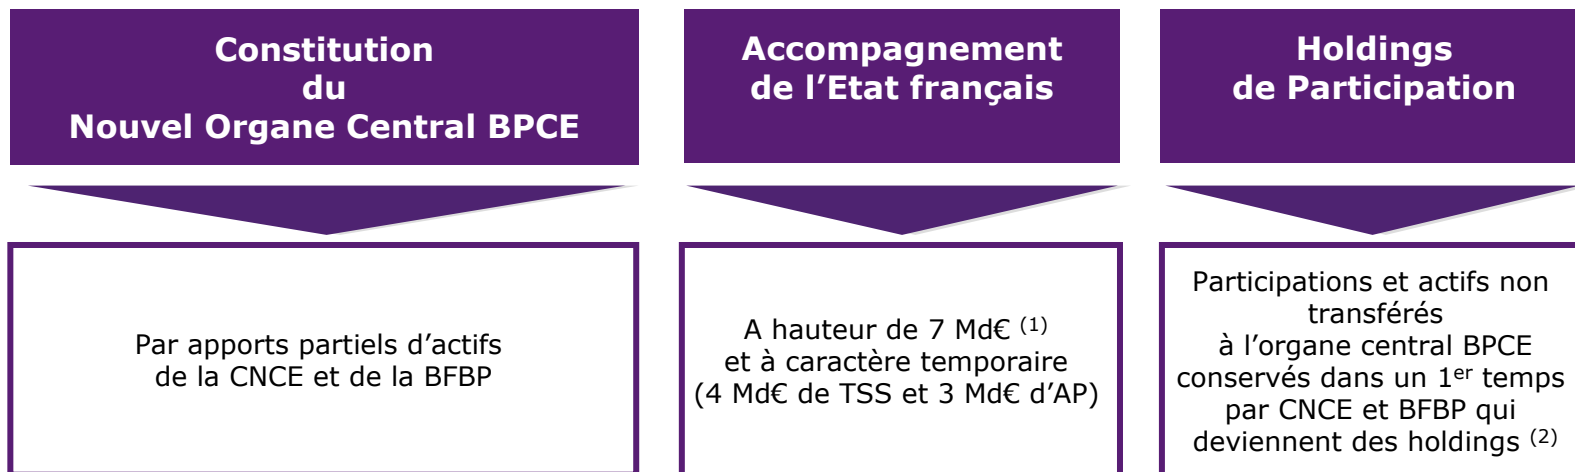 Constitution
du
Nouvel Organe Central BPCE
Par apports partiels d’actifs
de la CNCE et de la BFBP
Accompagnement
de l’Etat français
A hauteur de 7 Md€ (1)
et à caractère temporaire
(4 Md€ de TSS et 3 Md€ d’AP)
Holdings
de Participation
Participations et actifs non
transférés
à l’organe central BPCE
conservés dans un 1er temps
par CNCE et BFBP qui
deviennent des holdings (2)